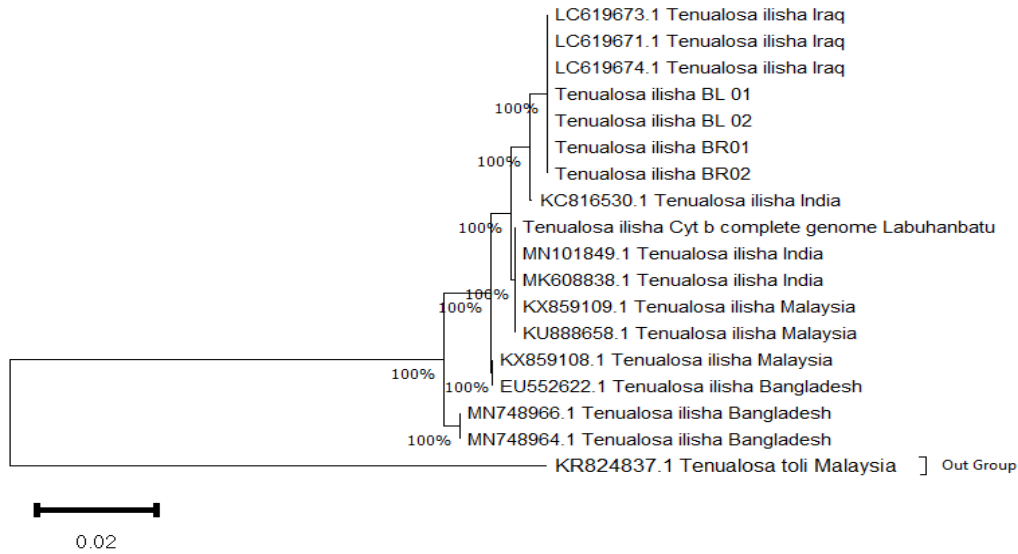 LC619673.1 Tenualosa ilisha Iraq
LC619671.1 Tenualosa ilisha Iraq
LC619674.1 Tenualosa ilisha Iraq
Tenualosa ilisha BL 01
100%
Tenualosa ilisha BL 02
Tenualosa ilisha BR01
100%
Tenualosa ilisha BR02
KC816530.1 Tenualosa ilisha India
100%
Tenualosa ilisha Cyt b complete genome Labuhanbatu
MN101849.1 Tenualosa ilisha India
MK608838.1 Tenualosa ilisha India
100%
100%
KX859109.1 Tenualosa ilisha Malaysia
KU888658.1 Tenualosa ilisha Malaysia
KX859108.1 Tenualosa ilisha Malaysia
100%
100%
EU552622.1 Tenualosa ilisha Bangladesh
MN748966.1 Tenualosa ilisha Bangladesh
100%
MN748964.1 Tenualosa ilisha Bangladesh
KR824837.1 Tenualosa toli Malaysia
Out Group
0.02